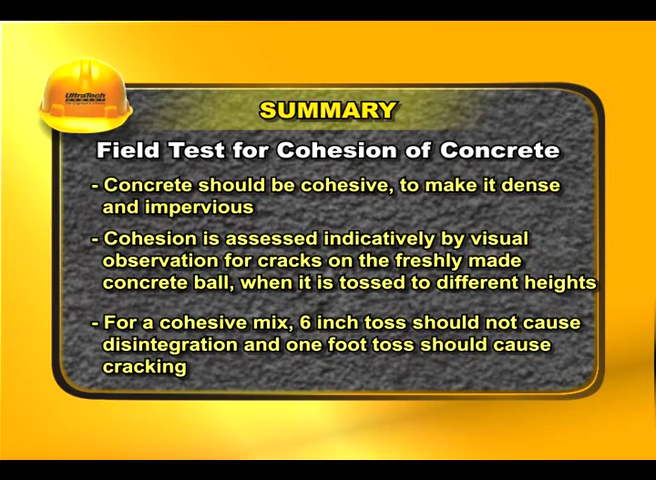 UltraTech
CEMENT
SUMMARY
Field Test for Cohesion of Concrete
- Concrete should be cohesive, to make it dense
and impervious
- Cohesion is assessed indicatively by visual
observation for cracks on the freshly made
concrete ball, when it is tossed to different heights
- For a cohesive mix, 6 inch toss should not cause
disintegration and one foot toss should cause
cracking